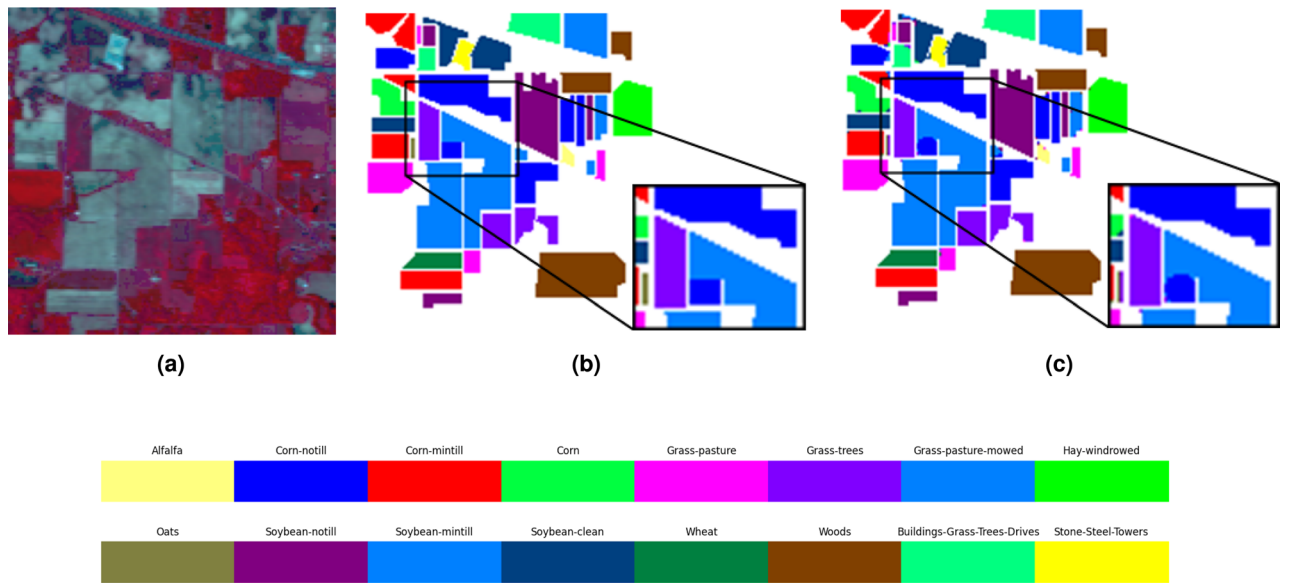 (a)
(b)
(c)
Alfalfa Corn-notill Corn-mintill Corn Grass-pasture Grass-trees Grass-pasture-mowed Hay-windrowed
Oats Soybean-notill Soybean-mintill Soybean-clean Wheat Woods Buildings-Grass-Trees-Drives Stone-Steel-Towers